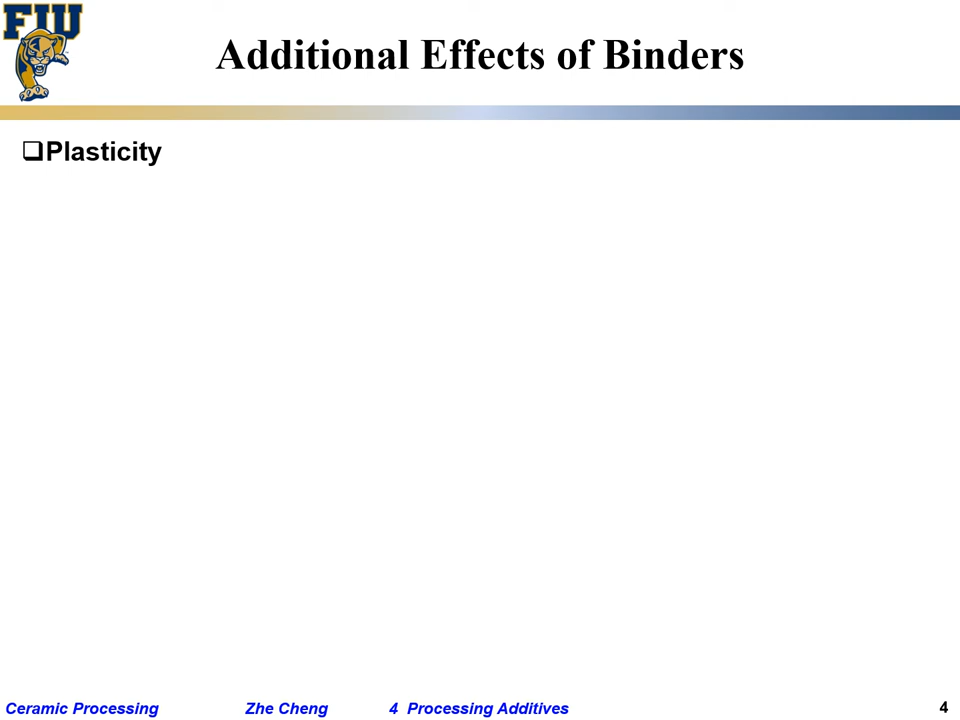 FIU
Additional Effects of Binders
❑Plasticity
Ceramic Processing Zhe Cheng 4 Processing Additives 4